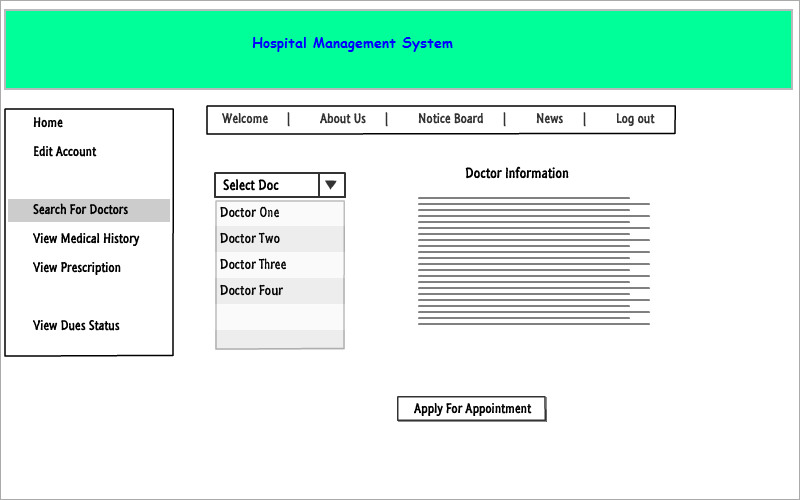 Hospital Management System
Welcome | About Us | Notice Board | News | Log out
Home
Edit Account
Search For Doctors
View Medical History
View Prescription
View Dues Status
Select Doc
Doctor One
Doctor Two
Doctor Three
Doctor Four
Doctor Information
Apply For Appointment